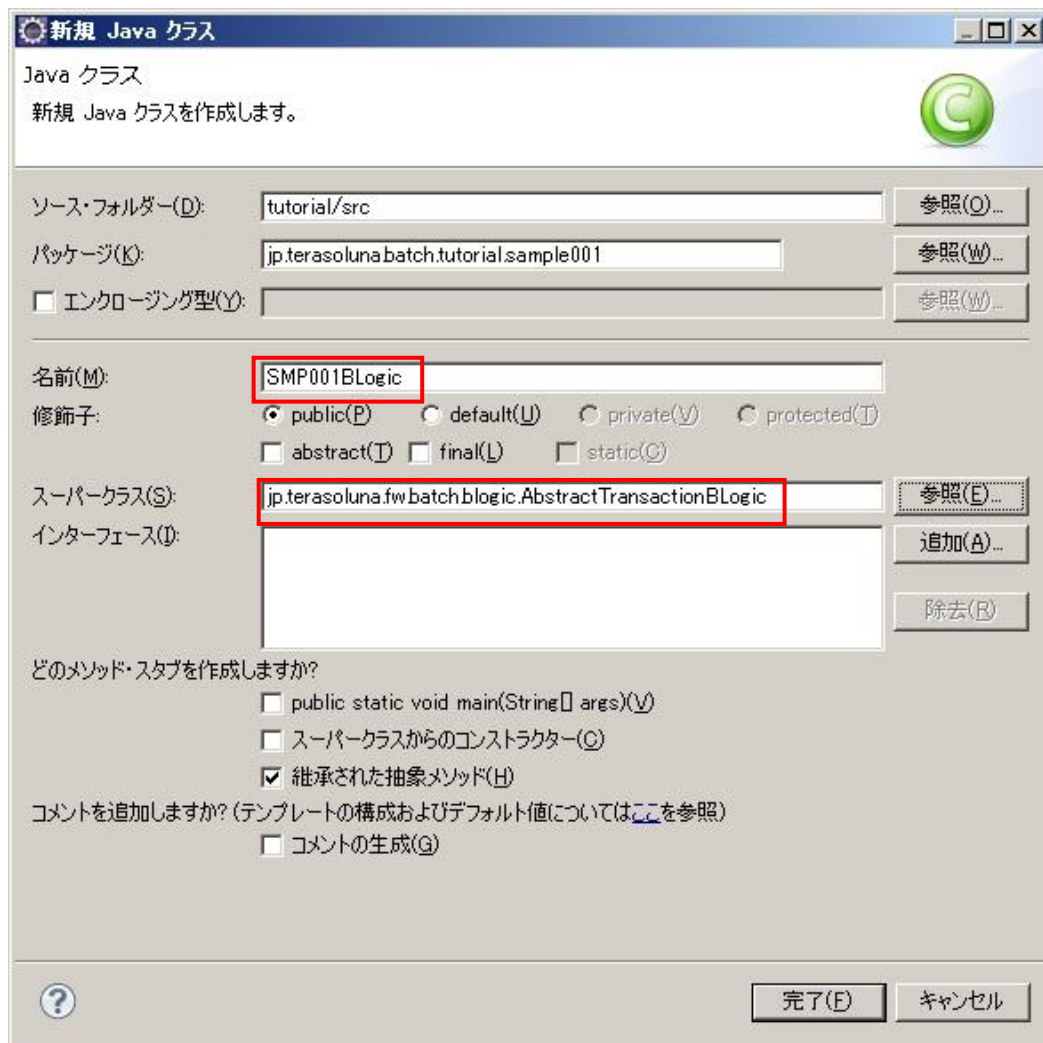 新規 Java クラス
Java クラス
新規 Java クラスを作成します。
ソース・フォルダー(D): tutorial/src 参照(O)...
パッケージ(K): jp.terasoluna.batch.tutorial.sample001 参照(W)...
エンクロージング型(Y): 参照(W)...
名前(M): SMP001BLogic
修飾子: public(P) default(U) private(V) protected(T)
abstract(T) final(L) static(C)
スーパークラス(S): jp.terasoluna.fw.batch.blogic.AbstractTransactionBLogic 参照(E)...
インターフェース(I): 追加(A)...
除去(R)
どのメソッド・スタブを作成しますか?
public static void main(String[] args)(V)
スーパークラスからのコンストラクター(C)
継承された抽象メソッド(H)
コメントを追加しますか? (テンプレートの構成およびデフォルト値についてはここを参照)
コメントの生成(G)
完了(F) キャンセル